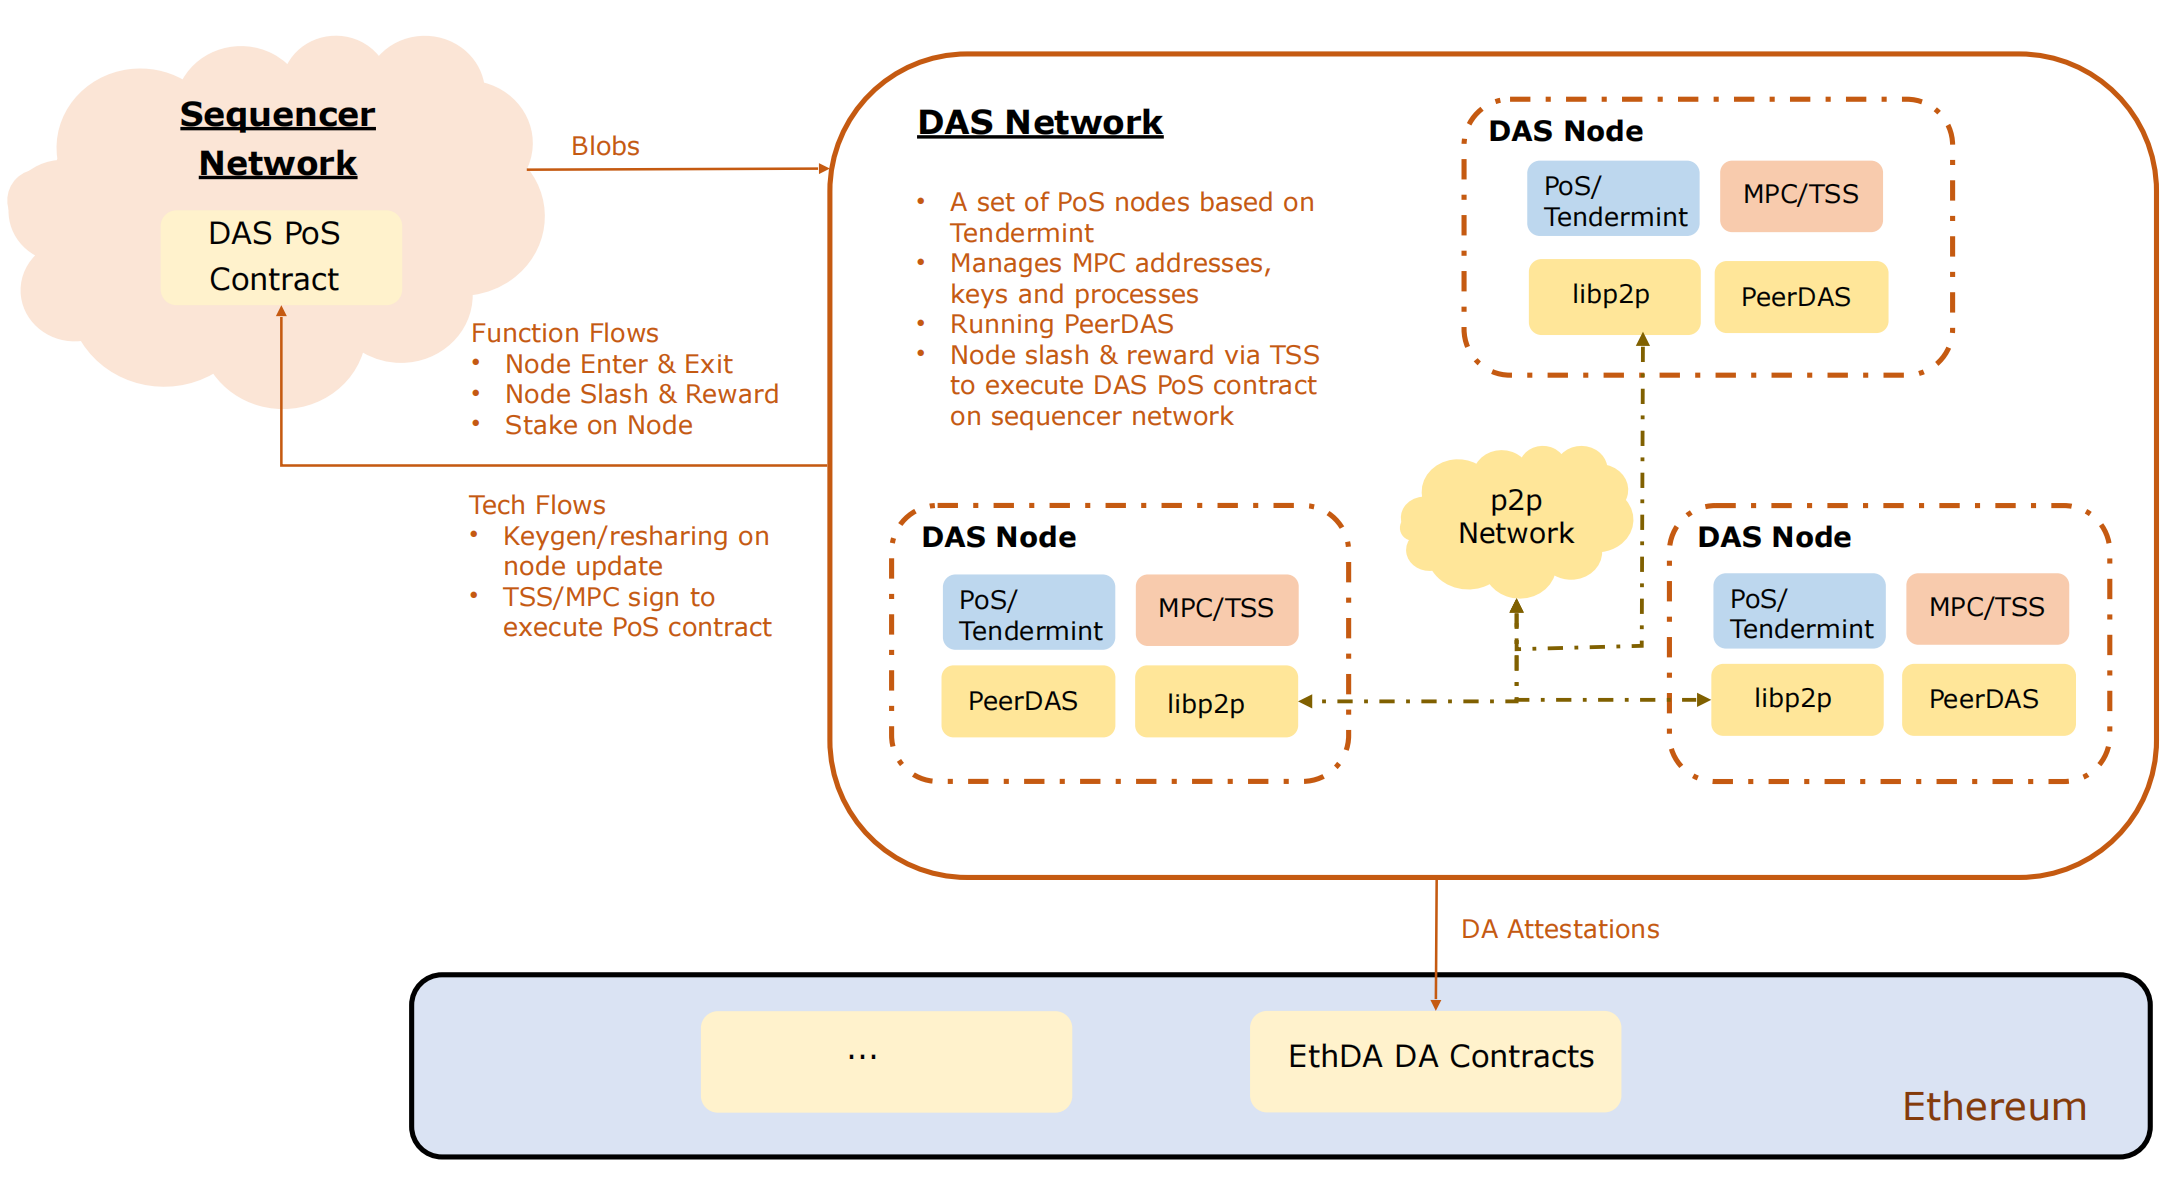 Sequencer
Network
DAS PoS
Contract
Blobs
Function Flows
• Node Enter & Exit
• Node Slash & Reward
• Stake on Node
Tech Flows
• Keygen/resharing on
node update
• TSS/MPC sign to
execute PoS contract
DAS Network
• A set of PoS nodes based on
Tendermint
• Manages MPC addresses,
keys and processes
• Running PeerDAS
• Node slash & reward via TSS
to execute DAS PoS contract
on sequencer network
DAS Node
PoS/
Tendermint
MPC/TSS
libp2p
PeerDAS
p2p
Network
DAS Node
PoS/
Tendermint
MPC/TSS
PeerDAS
libp2p
DAS Node
PoS/
Tendermint
MPC/TSS
libp2p
PeerDAS
DA Attestations
...
EthDA DA Contracts
Ethereum